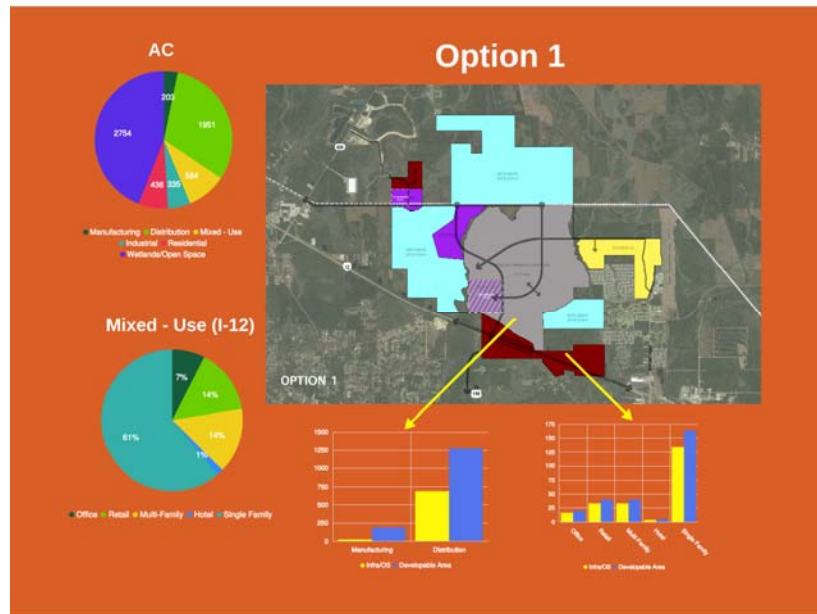 AC
Option 1
203
1951
584
335
436
2754
Manufacturing Distribution Mixed - Use
Industrial Residential
Wetlands/Open Space
Mixed - Use (I-12)
7%
14%
14%
1%
61%
Office Retail Multi-Family Hotel Single Family
12
190
OPTION 1
1500
1250
1000
750
500
250
0
Manufacturing Distribution
Infra/OS Developable Area
175
150
125
100
75
50
25
0
Office Retail Multi-Family Hotel Single Family
Infra/OS Developable Area